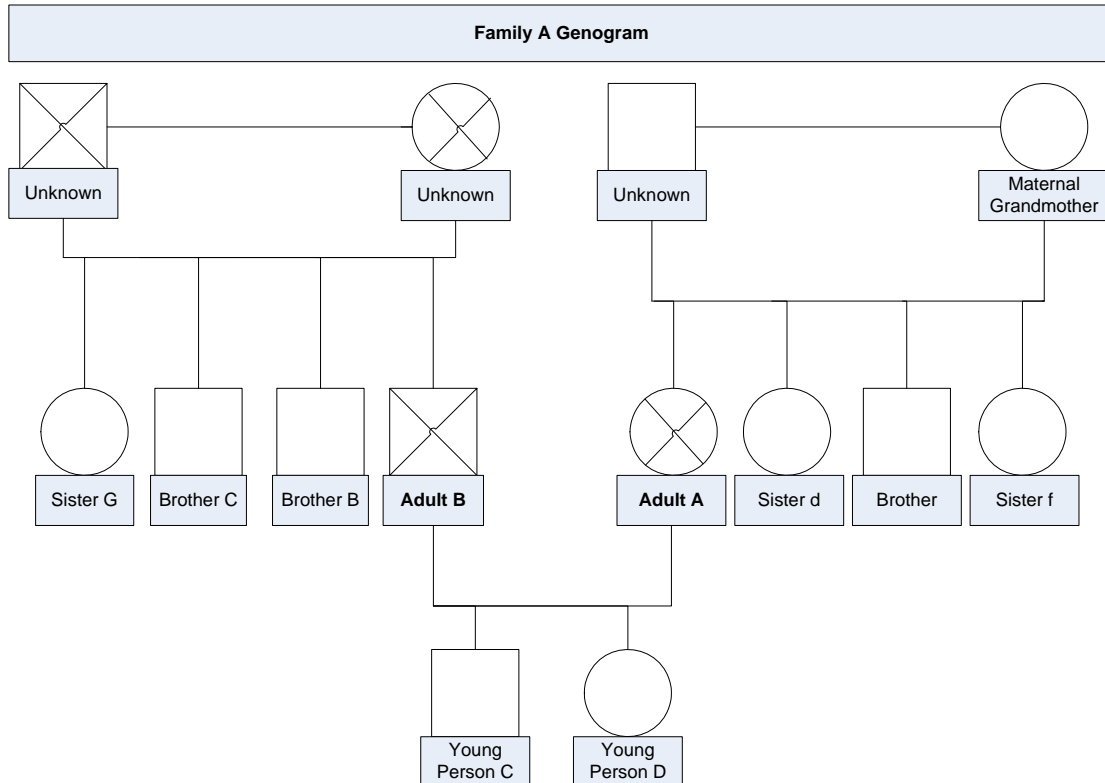 Family A Genogram
Unknown
Unknown
Unknown
Maternal
Grandmother
Sister G
Brother C
Brother B
Adult B
Adult A
Sister d
Brother
Sister f
Young
Person C
Young
Person D